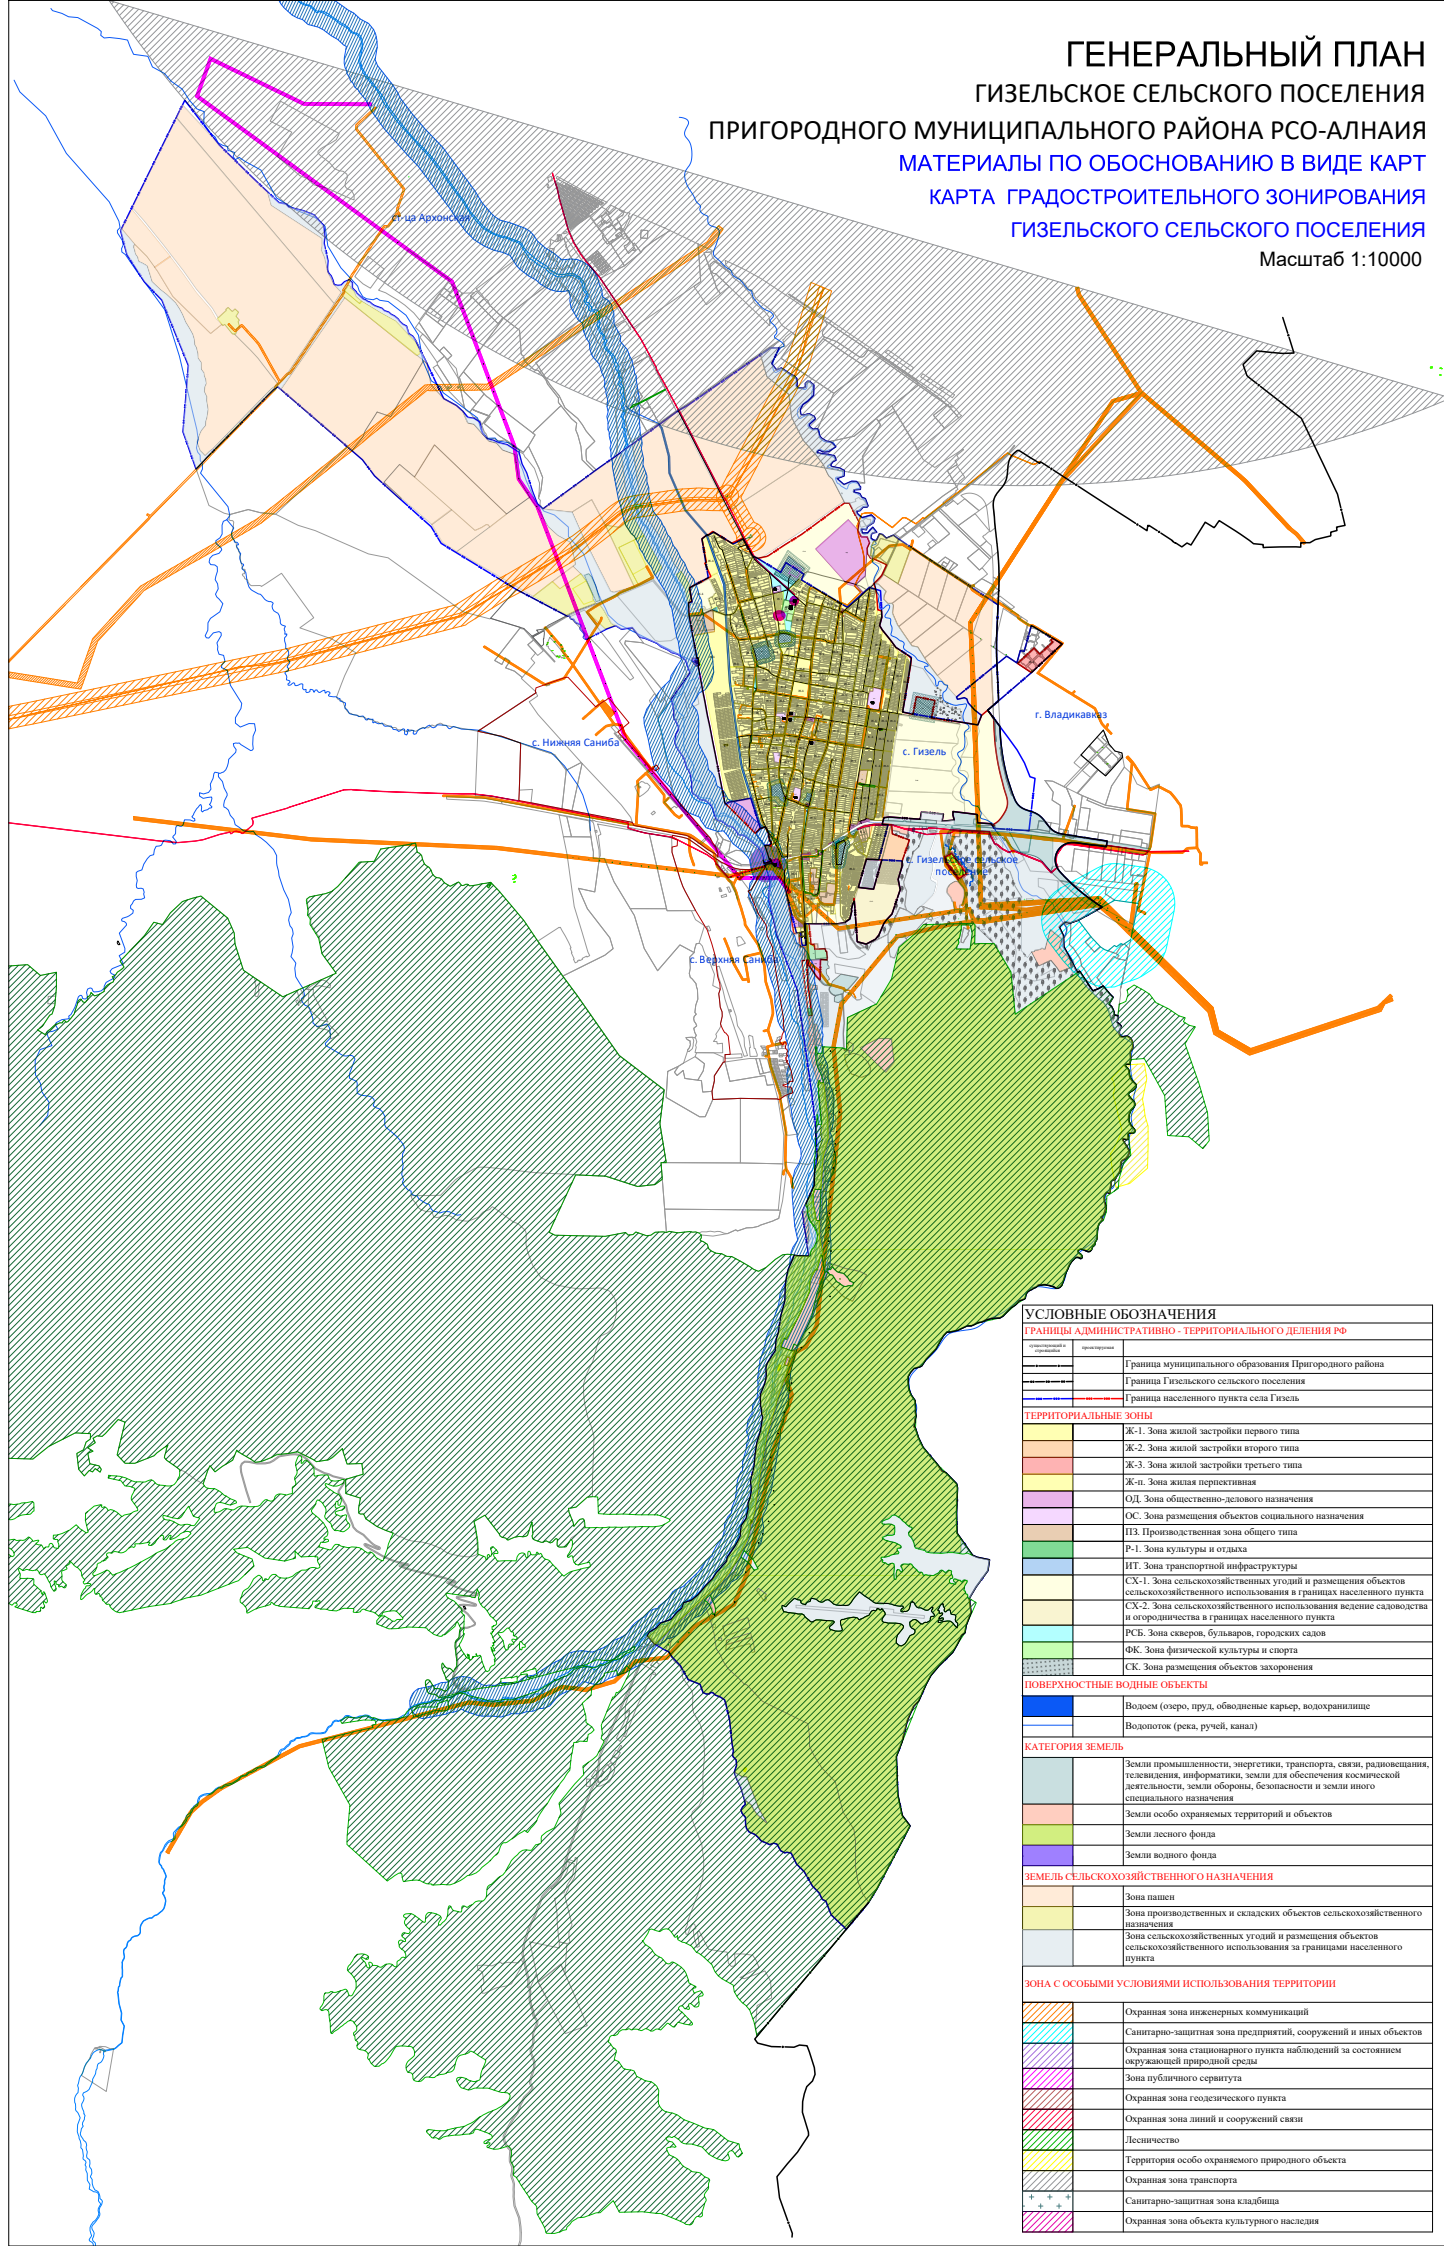 ГЕНЕРАЛЬНЫЙ ПЛАН
ГИЗЕЛЬСКОЕ СЕЛЬСКОГО ПОСЕЛЕНИЯ
ПРИГОРОДНОГО МУНИЦИПАЛЬНОГО РАЙОНА РСО-АЛНАИЯ
МАТЕРИАЛЫ ПО ОБОСНОВАНИЮ В ВИДЕ КАРТ
КАРТА ГРАДОСТРОИТЕЛЬНОГО ЗОНИРОВАНИЯ
ГИЗЕЛЬСКОГО СЕЛЬСКОГО ПОСЕЛЕНИЯ
Масштаб 1:10000
ст-ца Архонская
г. Владикавказ
с. Нижняя Саниба
с. Гизель
с. Гизельское сельское
поселение
с. Верхняя Саниба
УСЛОВНЫЕ ОБОЗНАЧЕНИЯ
ГРАНИЦЫ АДМИНИСТРАТИВНО - ТЕРРИТОРИАЛЬНОГО ДЕЛЕНИЯ РФ
Граница муниципального образования Пригородного района
Граница Гизельского сельского поселения
Граница населенного пункта села Гизель
ТЕРРИТОРИАЛЬНЫЕ ЗОНЫ
Ж-1. Зона жилой застройки первого типа
Ж-2. Зона жилой застройки второго типа
Ж-3. Зона жилой застройки третьего типа
Ж-п. Зона жилая перпективная
ОД. Зона общественно-делового назначения
ОС. Зона размещения объектов социального назначения
ПЗ. Производственная зона общего типа
Р-1. Зона культуры и отдыха
ИТ. Зона транспортной инфраструктуры
СХ-1. Зона сельскохозяйственных угодий и размещения объектов
сельскохозяйственного использования в границах населенного пункта
СХ-2. Зона сельскохозяйственного использования ведение садоводства
и огородничества в границах населенного пункта
РСБ. Зона скверов, бульваров, городских садов
ФК. Зона физической культуры и спорта
СК. Зона размещения объектов захоронения
ПОВЕРХНОСТНЫЕ ВОДНЫЕ ОБЪЕКТЫ
Водоем (озеро, пруд, обводненые карьер, водохранилище
Водопоток (река, ручей, канал)
КАТЕГОРИЯ ЗЕМЕЛЬ
Земли промышленности, энергетики, транспорта, связи, радиовещания,
телевидения, информатики, земли для обеспечения космической
деятельности, земли обороны, безопасности и земли иного
специального назначения
Земли особо охраняемых территорий и объектов
Земли лесного фонда
Земли водного фонда
ЗЕМЕЛЬ СЕЛЬСКОХОЗЯЙСТВЕННОГО НАЗНАЧЕНИЯ
Зона пашен
Зона производственных и складских объектов сельскохозяйственного
назначения
Зона сельскохозяйственных угодий и размещения объектов
сельскохозяйственного использования за границами населенного
пункта
ЗОНА С ОСОБЫМИ УСЛОВИЯМИ ИСПОЛЬЗОВАНИЯ ТЕРРИТОРИИ
Охранная зона инженерных коммуникаций
Санитарно-защитная зона предприятий, сооружений и иных объектов
Охранная зона стационарного пункта наблюдений за состоянием
окружающей природной среды
Зона публичного сервитута
Охранная зона геодезического пункта
Охранная зона линий и сооружений связи
Лесничество
Территория особо охраняемого природного объекта
Охранная зона транспорта
Санитарно-защитная зона кладбища
Охранная зона объекта культурного наследия